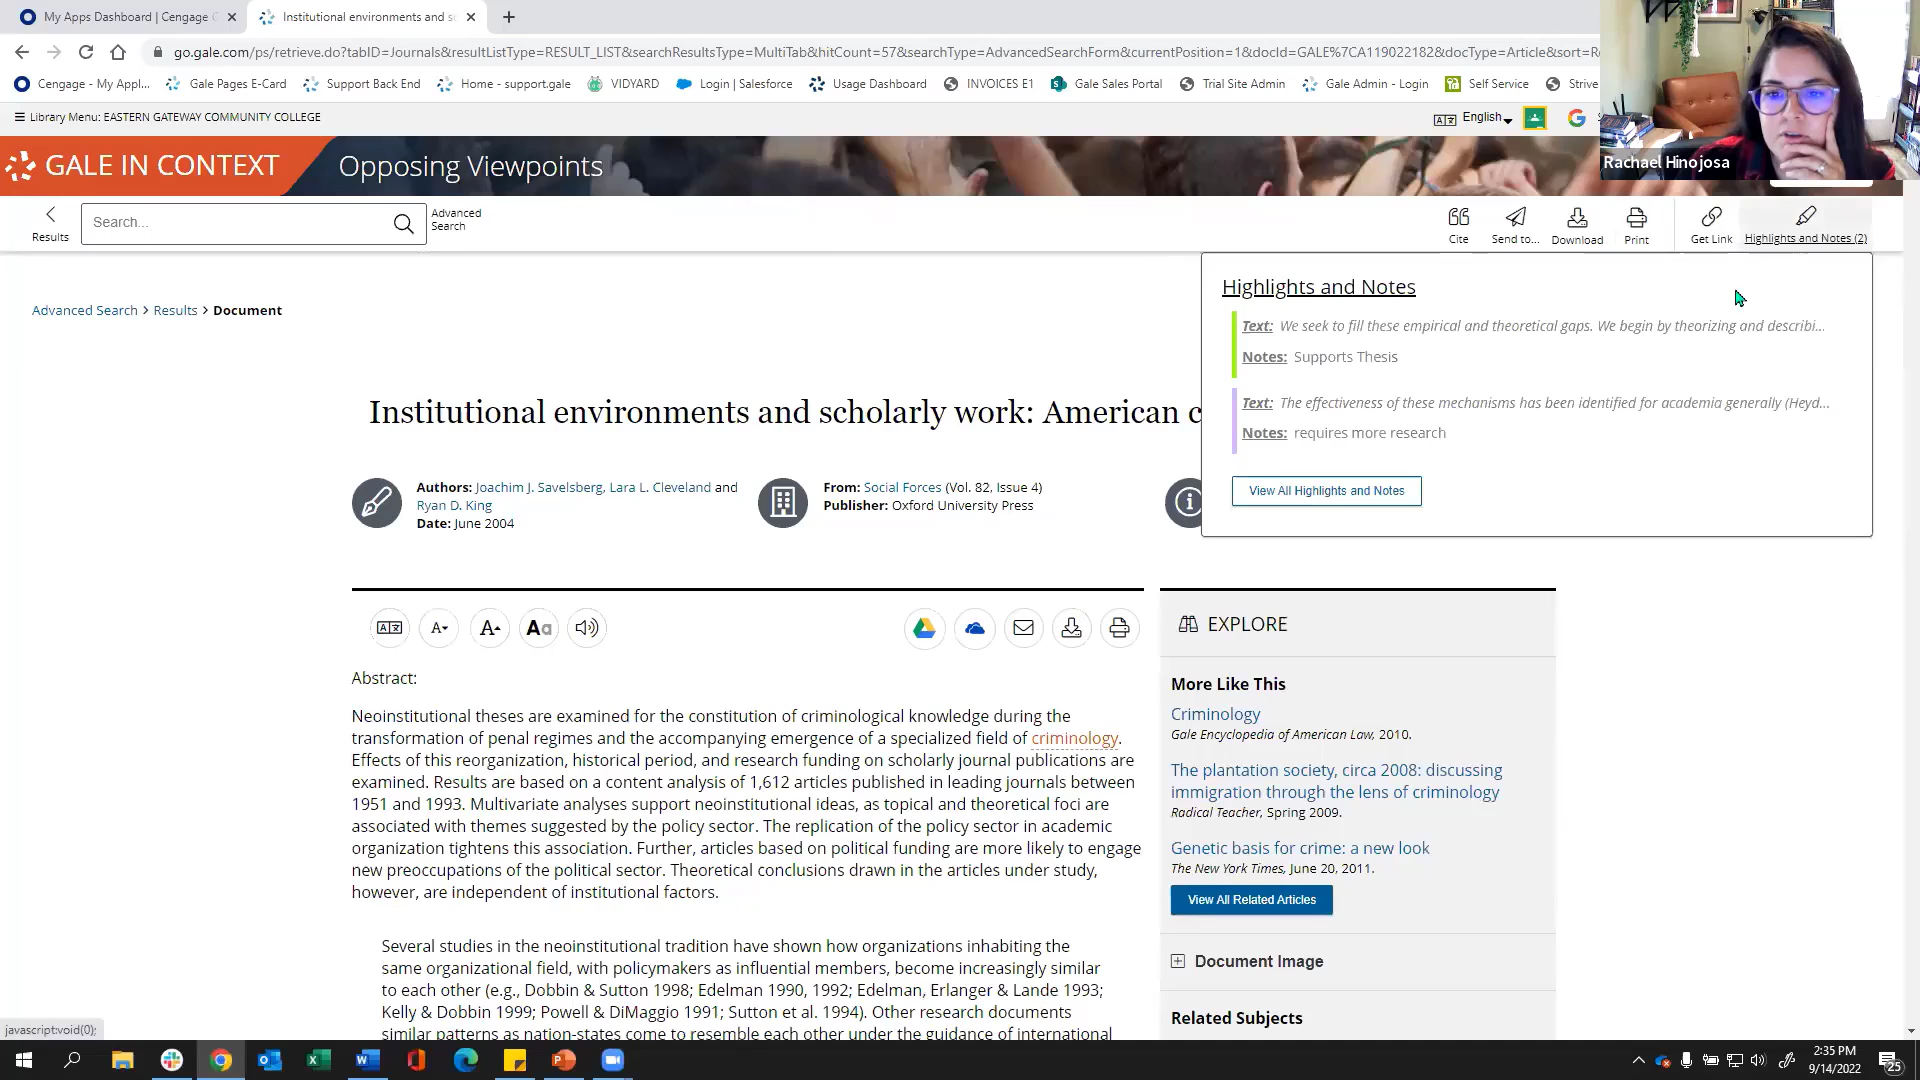 My Apps Dashboard | Cengage
Institutional environments and
go.gale.com/ps/retrieve.do?tabID=Journals&resultListType=RESULT_LIST&searchResultsType=MultiTab&hitCount=57&searchType=AdvancedSearchForm&currentPosition=1&docId=GALE%7CA119022182&docType=Article&sort=R
Cengage - My Appl...
Gale Pages E-Card
Support Back End
Home - support.gale
VIDYARD
Login | Salesforce
Usage Dashboard
INVOICES E1
Gale Sales Portal
Trial Site Admin
Gale Admin - Login
Self Service
Strive
Library Menu: EASTERN GATEWAY COMMUNITY COLLEGE
English
Rachael Hinojosa
GALE IN CONTEXT
Opposing Viewpoints
Results
Search...
Advanced
Search
Cite
Send to...
Download
Print
Get Link
Highlights and Notes (2)
Highlights and Notes
Text: We seek to fill these empirical and theoretical gaps. We begin by theorizing and describi...
Notes: Supports Thesis
Text: The effectiveness of these mechanisms has been identified for academia generally (Heyd...
Notes: requires more research
View All Highlights and Notes
Advanced Search > Results > Document
Institutional environments and scholarly work: American c
Authors: Joachim J. Savelsberg, Lara L. Cleveland and
Ryan D. King
Date: June 2004
From: Social Forces (Vol. 82, Issue 4)
Publisher: Oxford University Press
A
A
Aa
Abstract:
Neoinstitutional theses are examined for the constitution of criminological knowledge during the
transformation of penal regimes and the accompanying emergence of a specialized field of criminology.
Effects of this reorganization, historical period, and research funding on scholarly journal publications are
examined. Results are based on a content analysis of 1,612 articles published in leading journals between
1951 and 1993. Multivariate analyses support neoinstitutional ideas, as topical and theoretical foci are
associated with themes suggested by the policy sector. The replication of the policy sector in academic
organization tightens this association. Further, articles based on political funding are more likely to engage
new preoccupations of the political sector. Theoretical conclusions drawn in the articles under study,
however, are independent of institutional factors.
Several studies in the neoinstitutional tradition have shown how organizations inhabiting the
same organizational field, with policymakers as influential members, become increasingly similar
to each other (e.g., Dobbin & Sutton 1998; Edelman 1990, 1992; Edelman, Erlanger & Lande 1993;
Kelly & Dobbin 1999; Powell & DiMaggio 1991; Sutton et al. 1994). Other research documents
similar patterns as nation-states come to resemble each other under the guidance of international
EXPLORE
More Like This
Criminology
Gale Encyclopedia of American Law, 2010.
The plantation society, circa 2008: discussing
immigration through the lens of criminology
Radical Teacher, Spring 2009.
Genetic basis for crime: a new look
The New York Times, June 20, 2011.
View All Related Articles
Document Image
Related Subjects
javascript:void(0);
2:35 PM
9/14/2022
25